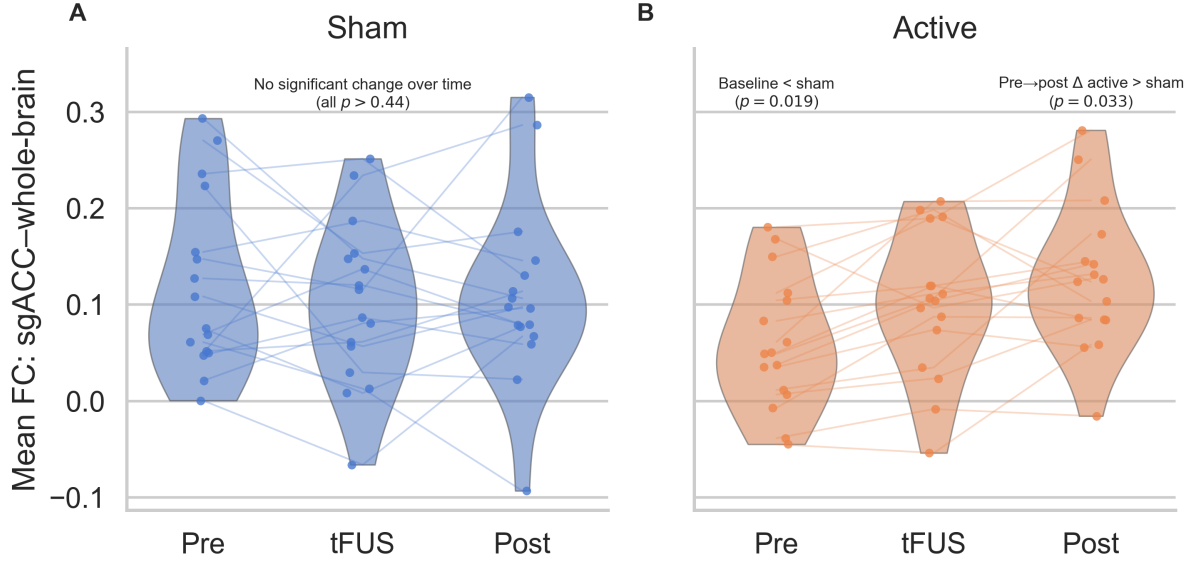 A
B
Sham
Active
No significant change over time
(all p > 0.44)
Baseline < sham
(p = 0.019)
Pre→post Δ active > sham
(p = 0.033)
Mean FC: sgACC–whole-brain
0.3
0.2
0.1
0.0
−0.1
Pre
tFUS
Post
Pre
tFUS
Post